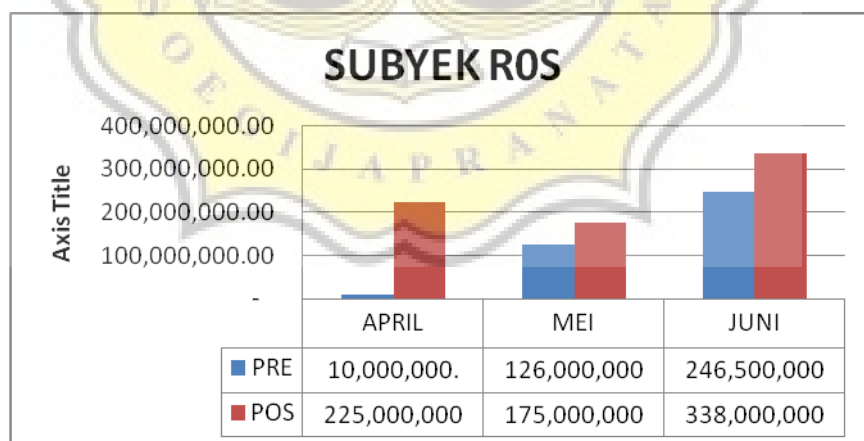 SUBYEK R0S
SOEGIJAPRANATA
Axis Title
400,000,000.00
300,000,000.00
200,000,000.00
100,000,000.00
-
APRIL MEI JUNI
PRE 10,000,000. 126,000,000 246,500,000
POS 225,000,000 175,000,000 338,000,000